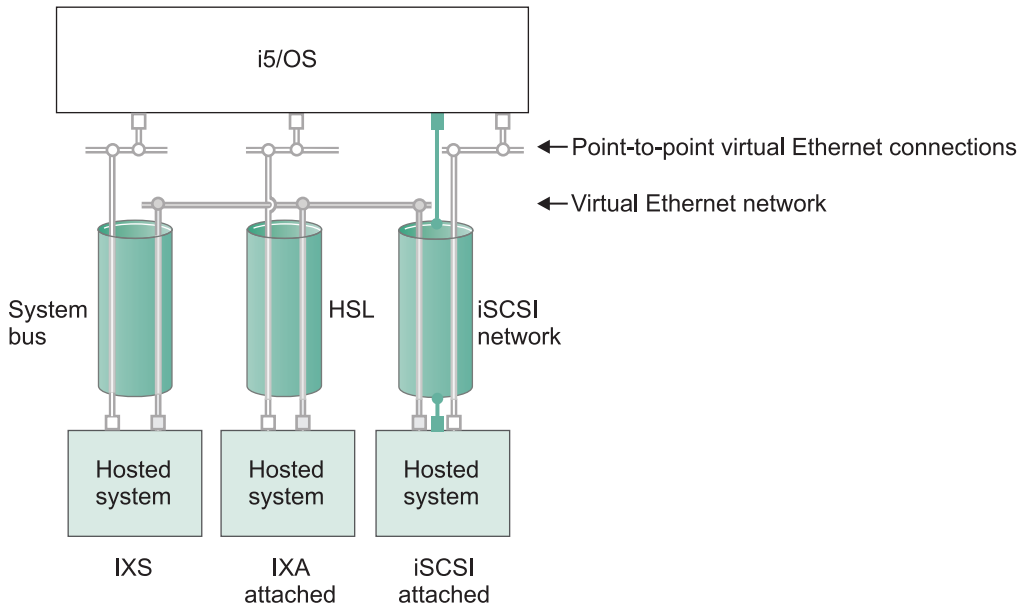 i5/OS
Point-to-point virtual Ethernet connections
Virtual Ethernet network
System
bus
HSL
iSCSI
network
Hosted
system
Hosted
system
Hosted
system
IXS
IXA
attached
iSCSI
attached